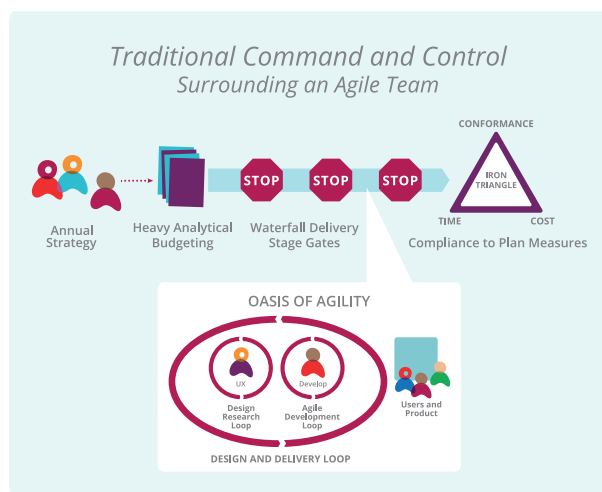 Traditional Command and Control
Surrounding an Agile Team
CONFORMANCE
IRON
TRIANGLE
TIME
COST
STOP
STOP
STOP
Annual
Strategy
Heavy Analytical
Budgeting
Waterfall Delivery
Stage Gates
Compliance to Plan Measures
OASIS OF AGILITY
UX
Develop
Design
Research
Loop
Agile
Development
Loop
Users and
Product
DESIGN AND DELIVERY LOOP